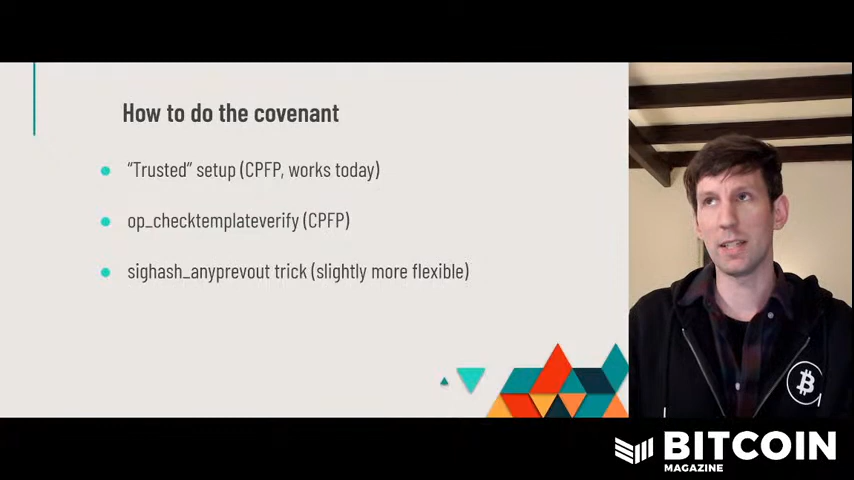 How to do the covenant
“Trusted” setup (CPFP, works today)
op_checktemplateverify (CPFP)
sighash_anyprevout trick (slightly more flexible)
BITCOIN
MAGAZINE